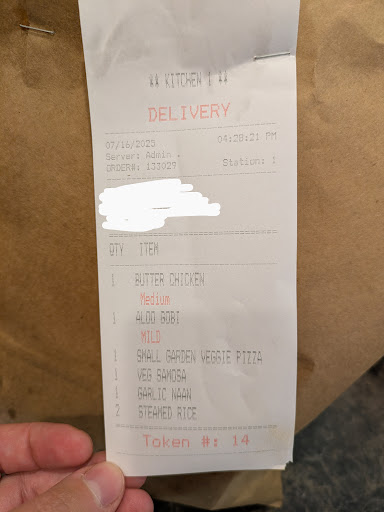 ** KITCHEN 1 **
DELIVERY
07/16/2025 04:28:21 PM
Server: Admin .
ORDER#: 133029 Station: 1
QTY ITEM
1 BUTTER CHICKEN
Medium
1 ALOO GOBI
MILD
1 SMALL GARDEN VEGGIE PIZZA
1 VEG SAMOSA
1 GARLIC NAAN
2 STEAMED RICE
Token #: 14